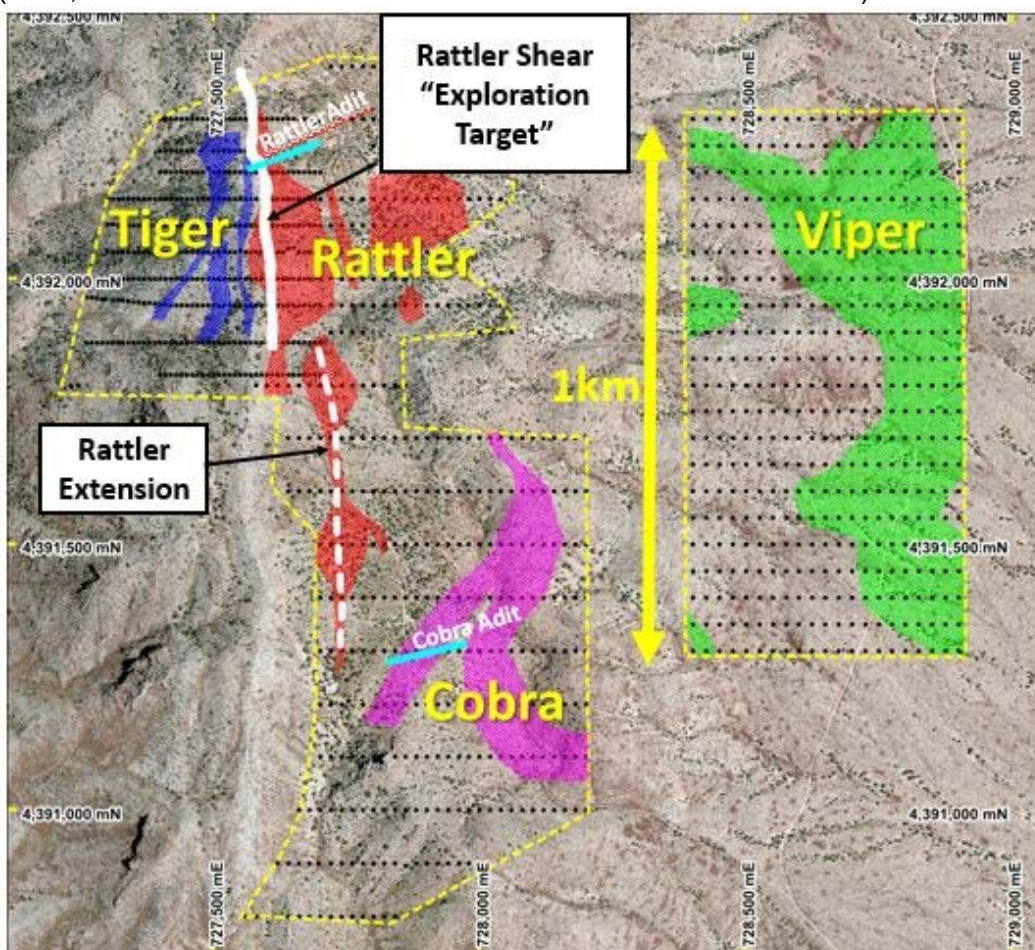 4,392,500 mN
4,392,500 mN
727,500 mE
Rattler Shear
“Exploration
Target”
728,500 mE
729,000 mE
Rattler Adit
Tiger
Rattler
Viper
4,392,000 mN
4,392,000 mN
1km
Rattler
Extension
4,391,500 mN
4,391,500 mN
Cobra Adit
Cobra
4,391,000 mN
4,391,000 mN
727,500 mE
728,000 mE
728,500 mE
729,000 mE